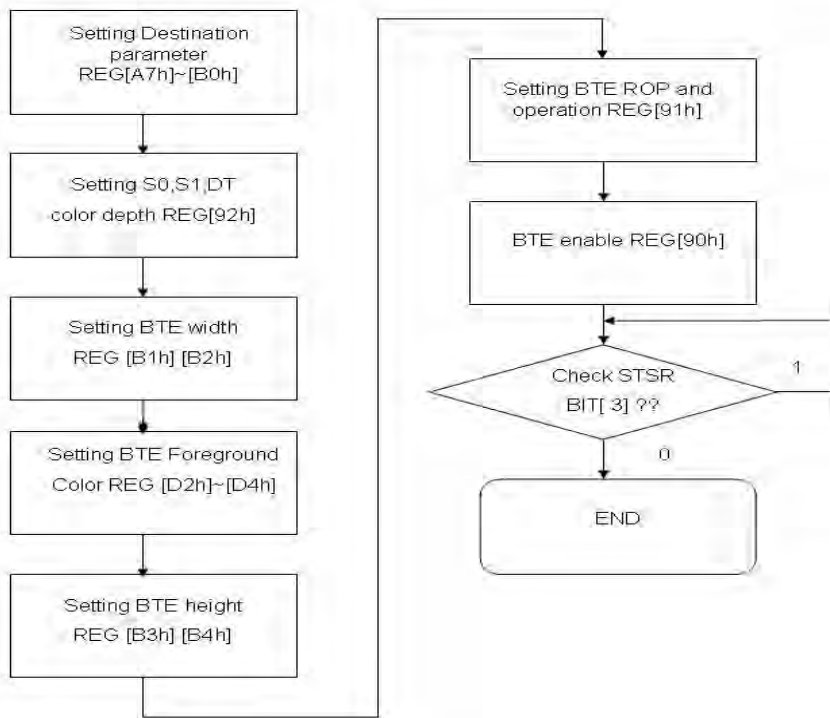 Setting Destination
parameter
REG[A7h]~[B0h]
Setting S0,S1,DT
color depth REG[92h]
Setting BTE width
REG [B1h] [B2h]
Setting BTE Foreground
Color REG [D2h]~[D4h]
Setting BTE height
REG [B3h] [B4h]
Setting BTE ROP and
operation REG[91h]
BTE enable REG[90h]
Check STSR
BIT[ 3] ??
1
0
END